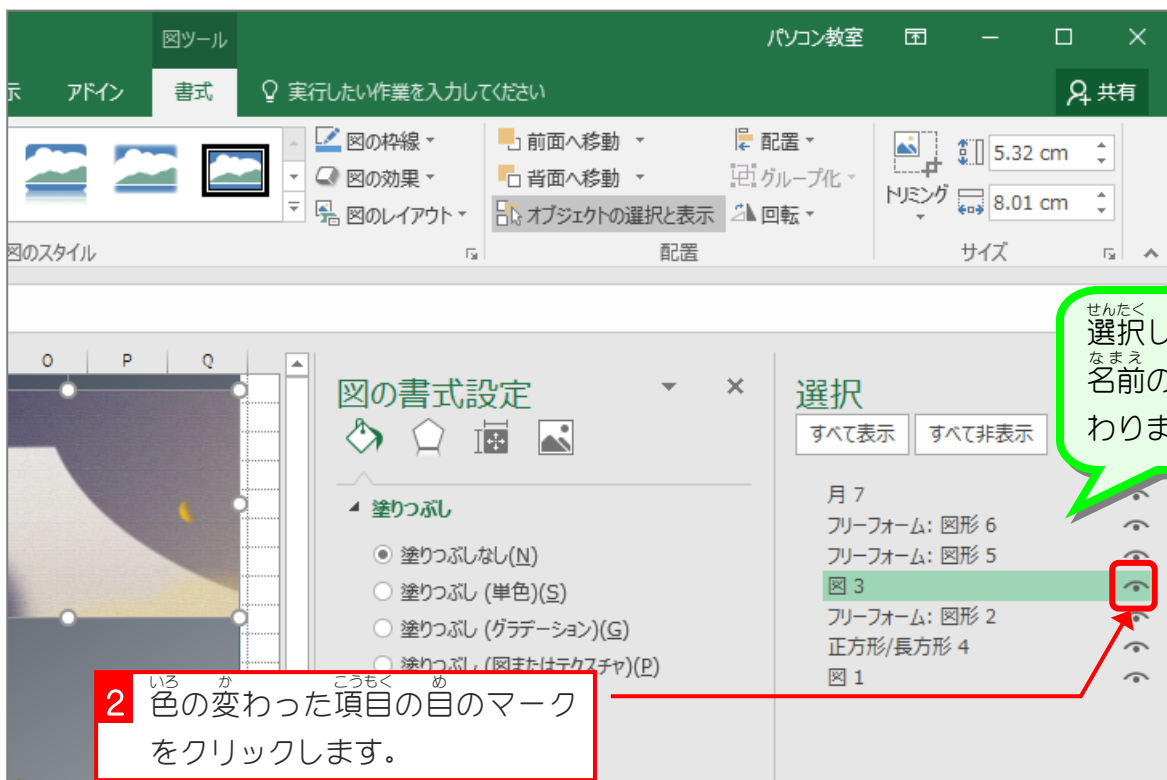 図ツール
パソコン教室
示
アドイン
書式
実行したい作業を入力してください
共有
図の枠線
図の効果
図のレイアウト
図のスタイル
前面へ移動
背面へ移動
オブジェクトの選択と表示
配置
グループ化
回転
配置
トリミング
5.32 cm
8.01 cm
サイズ
O P Q
図の書式設定
塗りつぶし
塗りつぶしなし(N)
塗りつぶし (単色)(S)
塗りつぶし (グラデーション)(G)
塗りつぶし (図またはテクスチャ)(P)
選択
すべて表示
すべて非表示
月 7
フリーフォーム: 図形 6
フリーフォーム: 図形 5
図 3
フリーフォーム: 図形 2
正方形/長方形 4
図 1
せんたく
選択し
なまえ
名前の
わりま
いろ か こうもく め
2 色の変わった項目の目のマーク
をクリックします。